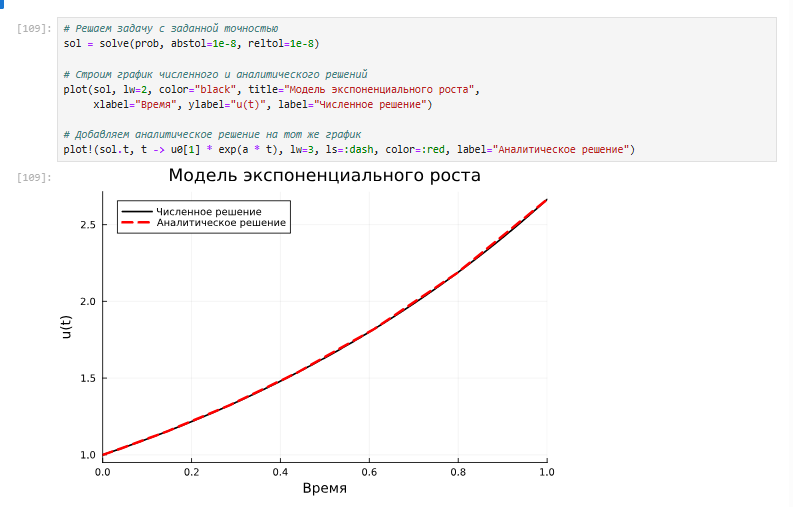 [109]:
# Решаем задачу с заданной точностью
sol = solve(prob, abstol=1e-8, reltol=1e-8)
# Строим график численного и аналитического решений
plot(sol, lw=2, color="black", title="Модель экспоненциального роста",
xlabel="Время", ylabel="u(t)", label="Численное решение")
# Добавляем аналитическое решение на тот же график
plot!(sol.t, t -> u0[1] * exp(a * t), lw=3, ls=:dash, color=:red, label="Аналитическое решение")
[109]:
Модель экспоненциального роста
Численное решение
Аналитическое решение
2.5
2.0
1.5
1.0
u(t)
0.0 0.2 0.4 0.6 0.8 1.0
Время